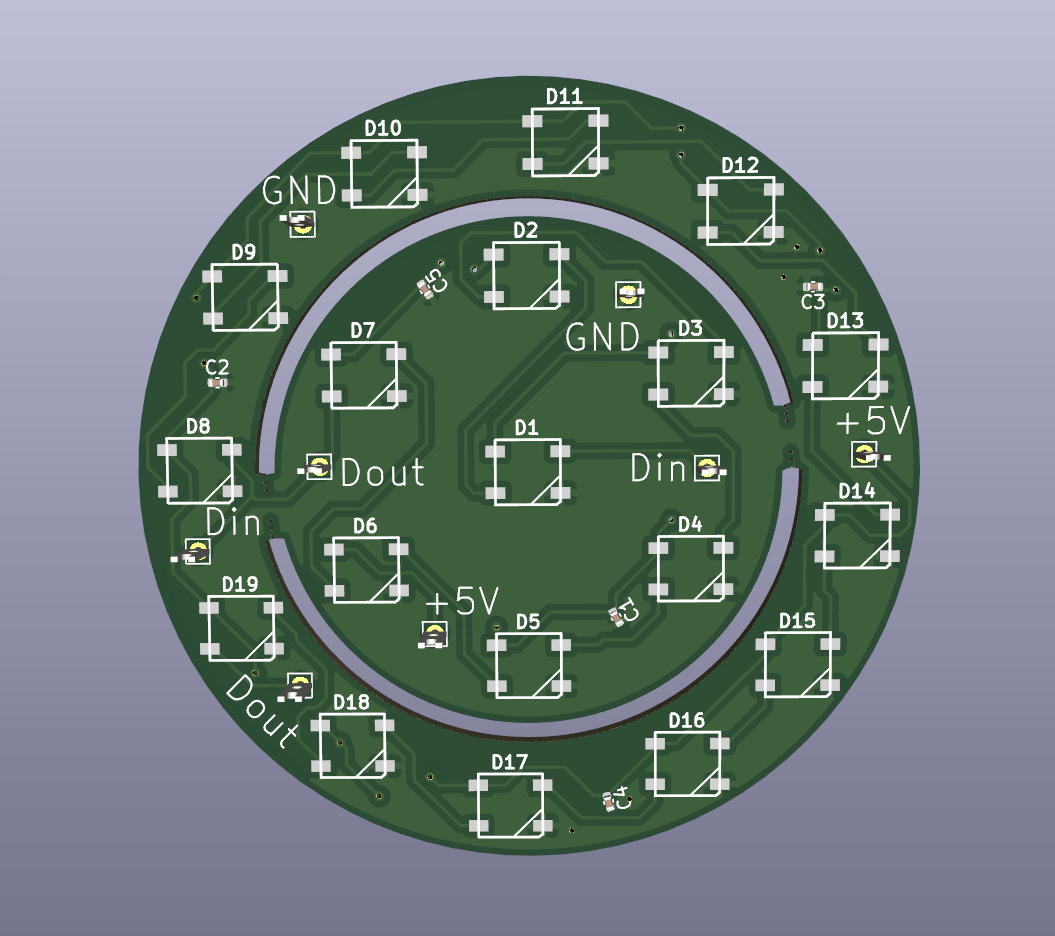 D11
D10
D12
GND
D2
D9
C5
C3
GND
D3
D7
D13
C2
+5V
D8
D1
Dout
Din
D14
Din
D6
D4
D19
+5V
C1
D5
D15
Dout
D18
D16
D17
C4